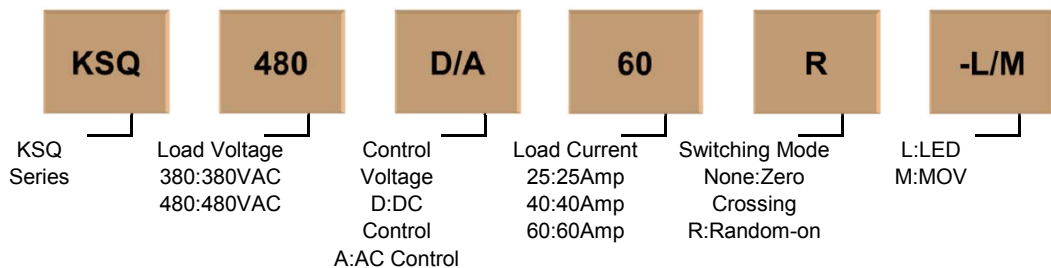 KSQ
480
D/A
60
R
-L/M
KSQ
Series
Load Voltage
380:380VAC
480:480VAC
Control
Voltage
D:DC
Control
A:AC Control
Load Current
25:25Amp
40:40Amp
60:60Amp
Switching Mode
None:Zero
Crossing
R:Random-on
L:LED
M:MOV